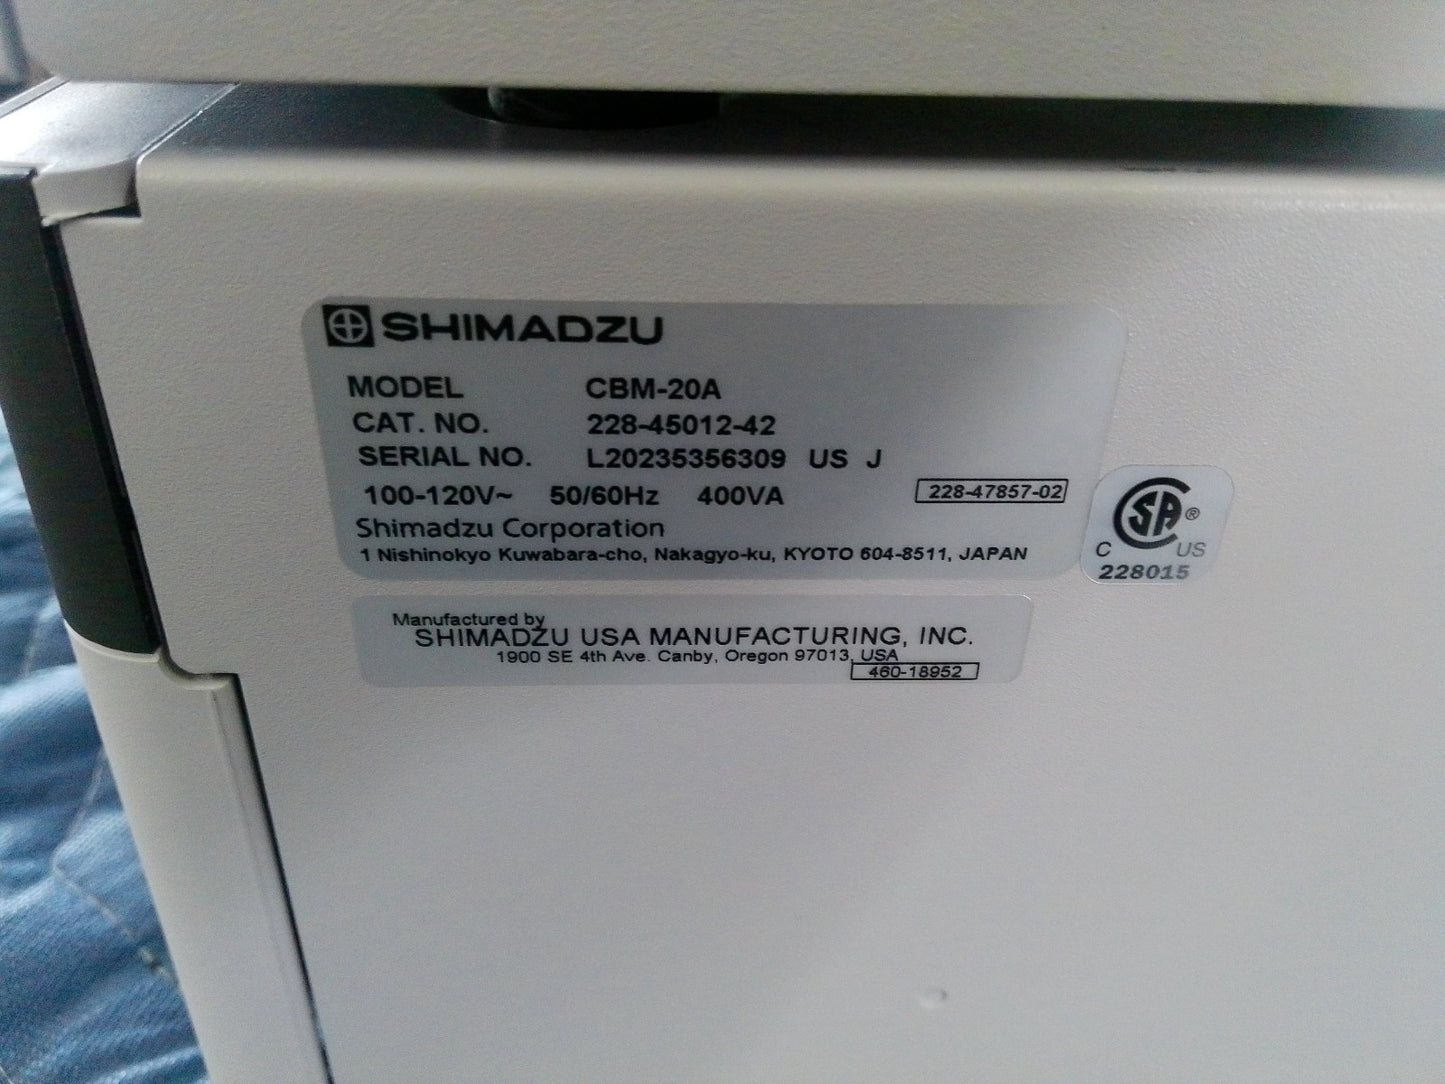 SHIMADZU
MODEL CBM-20A
CAT. NO. 228-45012-42
SERIAL NO. L20235356309 US J
100-120V~ 50/60Hz 400VA
228-47857-02
Shimadzu Corporation
1 Nishinokyo Kuwabara-cho, Nakagyo-ku, KYOTO 604-8511, JAPAN
SA ®
C US
228015
Manufactured by
SHIMADZU USA MANUFACTURING, INC.
1900 SE 4th Ave. Canby, Oregon 97013, USA
460-18952